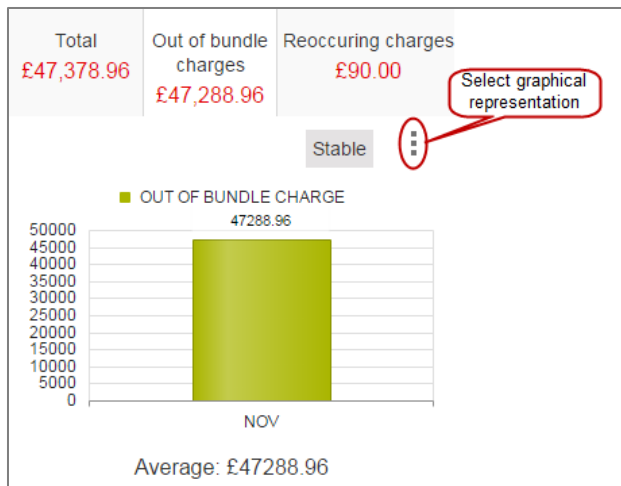 Total
£47,378.96
Out of bundle
charges
£47,288.96
Reoccuring charges
£90.00
Select graphical
representation
Stable
OUT OF BUNDLE CHARGE
47288.96
50000
45000
40000
35000
30000
25000
20000
15000
10000
5000
0
NOV
Average: £47288.96